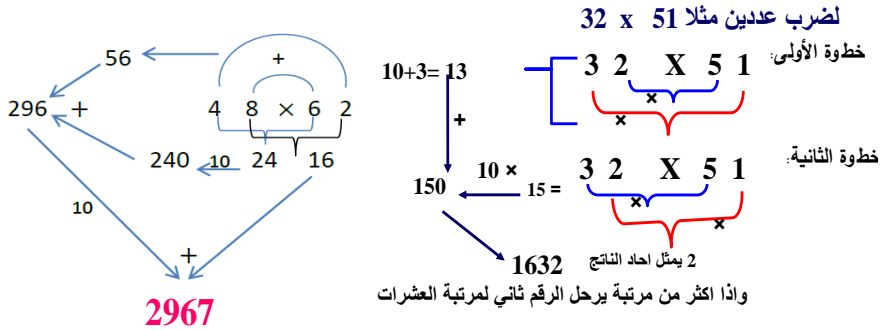 لضرب عددين مثلا 51 x 32
خطوة الأولى:
3 2 X 5 1
×
×
10+3= 13
+
خطوة الثانية:
3 2 X 5 1
×
×
10 ×
15 =
150
2 يمثل احاد الناتج
1632
واذا اكثر من مرتبة يرحل الرقم ثاني لمرتبة العشرات
56
+
296 +
4 8 × 6 2
240 10 24 16
10
+
2967